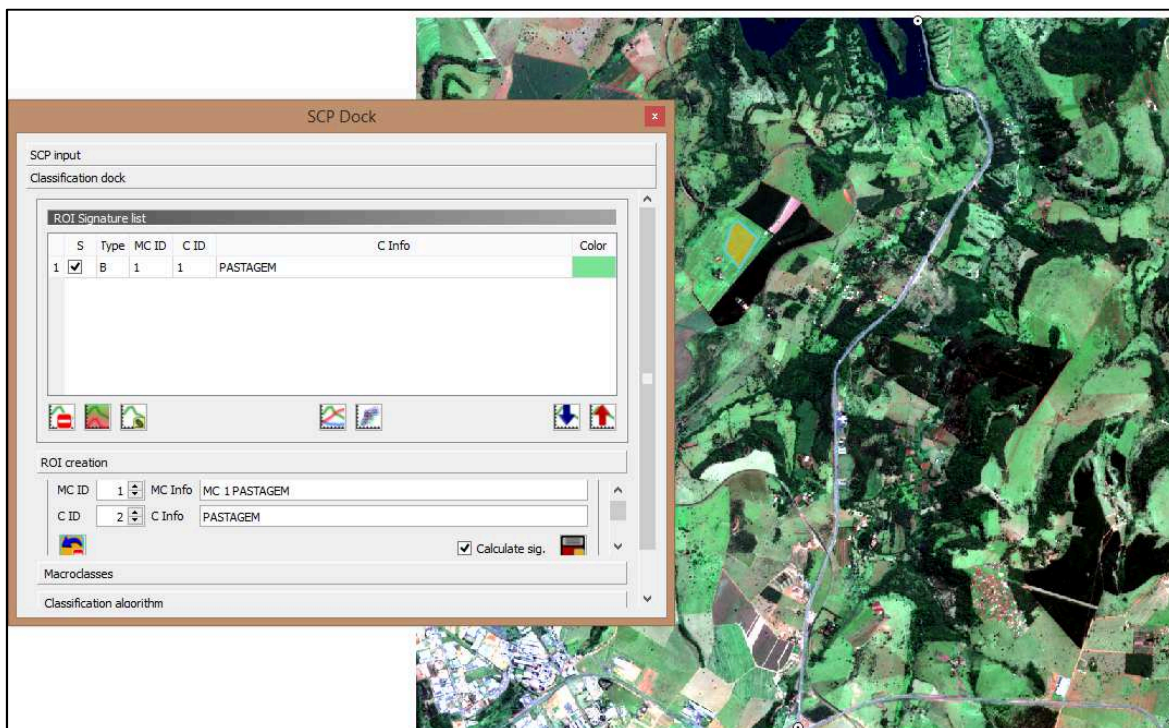 SCP Dock
x
SCP input
Classification dock
ROI Signature list
S Type MC ID C ID C Info Color
1 B 1 1 PASTAGEM
ROI creation
MC ID 1 MC Info MC 1 PASTAGEM
C ID 2 C Info PASTAGEM
Calculate sig.
Macroclasses
Classification algorithm